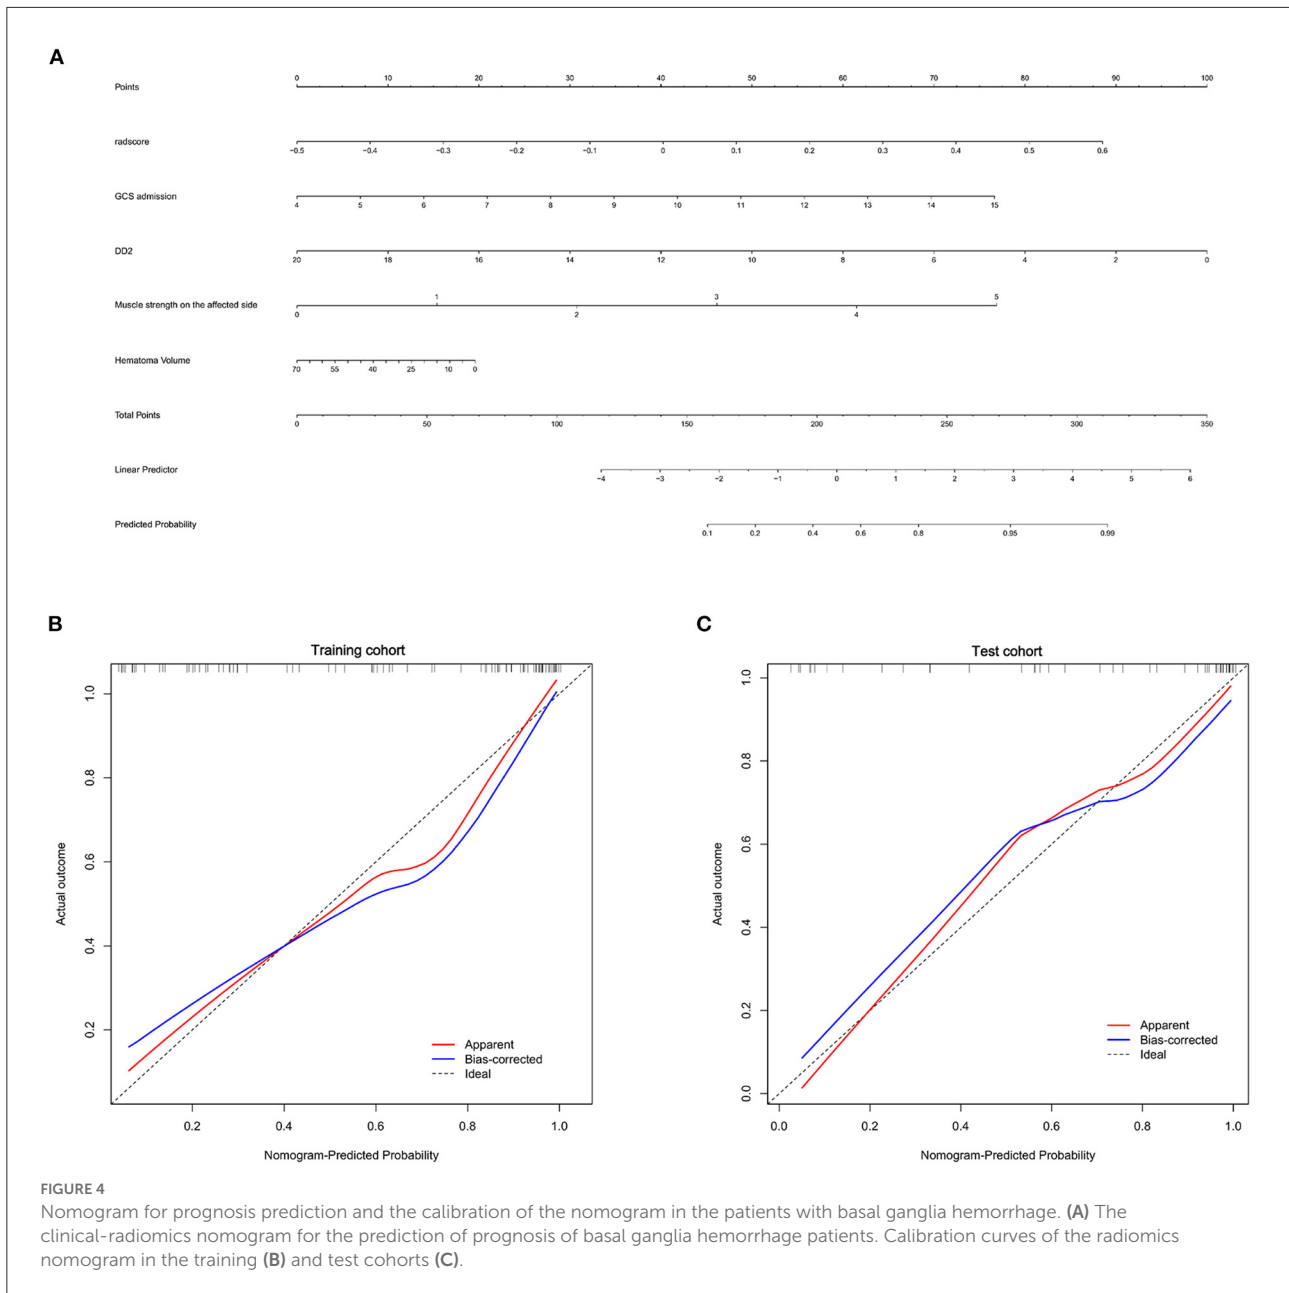 A
Points
0 10 20 30 40 50 60 70 80 90 100
radscore
−0.5 −0.4 −0.3 −0.2 −0.1 0 0.1 0.2 0.3 0.4 0.5 0.6
GCS admission
4 5 6 7 8 9 10 11 12 13 14 15
DD2
20 18 16 14 12 10 8 6 4 2 0
Muscle strength on the affected side
1 3 5
0 2 4
Hematoma Volume
70 55 40 25 10 0
Total Points
0 50 100 150 200 250 300 350
Linear Predictor
−4 −3 −2 −1 0 1 2 3 4 5 6
Predicted Probability
0.1 0.2 0.4 0.6 0.8 0.95 0.99
B
Training cohort
1.0
0.8
0.6
0.4
0.2
Actual outcome
Apparent
Bias-corrected
Ideal
0.2 0.4 0.6 0.8 1.0
Nomogram-Predicted Probability
C
Test cohort
1.0
0.8
0.6
0.4
0.2
0.0
Actual outcome
Apparent
Bias-corrected
Ideal
0.0 0.2 0.4 0.6 0.8 1.0
Nomogram-Predicted Probability
FIGURE 4
Nomogram for prognosis prediction and the calibration of the nomogram in the patients with basal ganglia hemorrhage. (A) The
clinical-radiomics nomogram for the prediction of prognosis of basal ganglia hemorrhage patients. Calibration curves of the radiomics
nomogram in the training (B) and test cohorts (C).